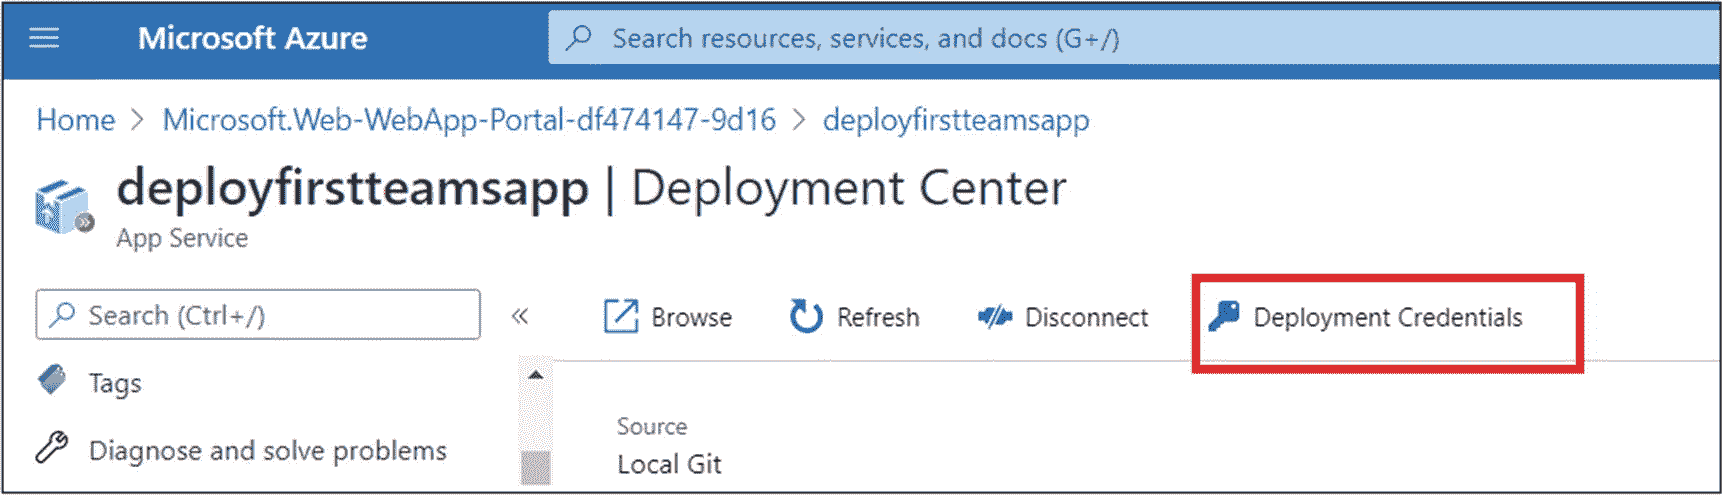 Microsoft Azure
Search resources, services, and docs (G+/)
Home > Microsoft.Web-WebApp-Portal-df474147-9d16 > deployfirstteamsapp
deployfirstteamsapp | Deployment Center
App Service
Search (Ctrl+/)
«
Browse
Refresh
Disconnect
Deployment Credentials
Tags
Diagnose and solve problems
Source
Local Git